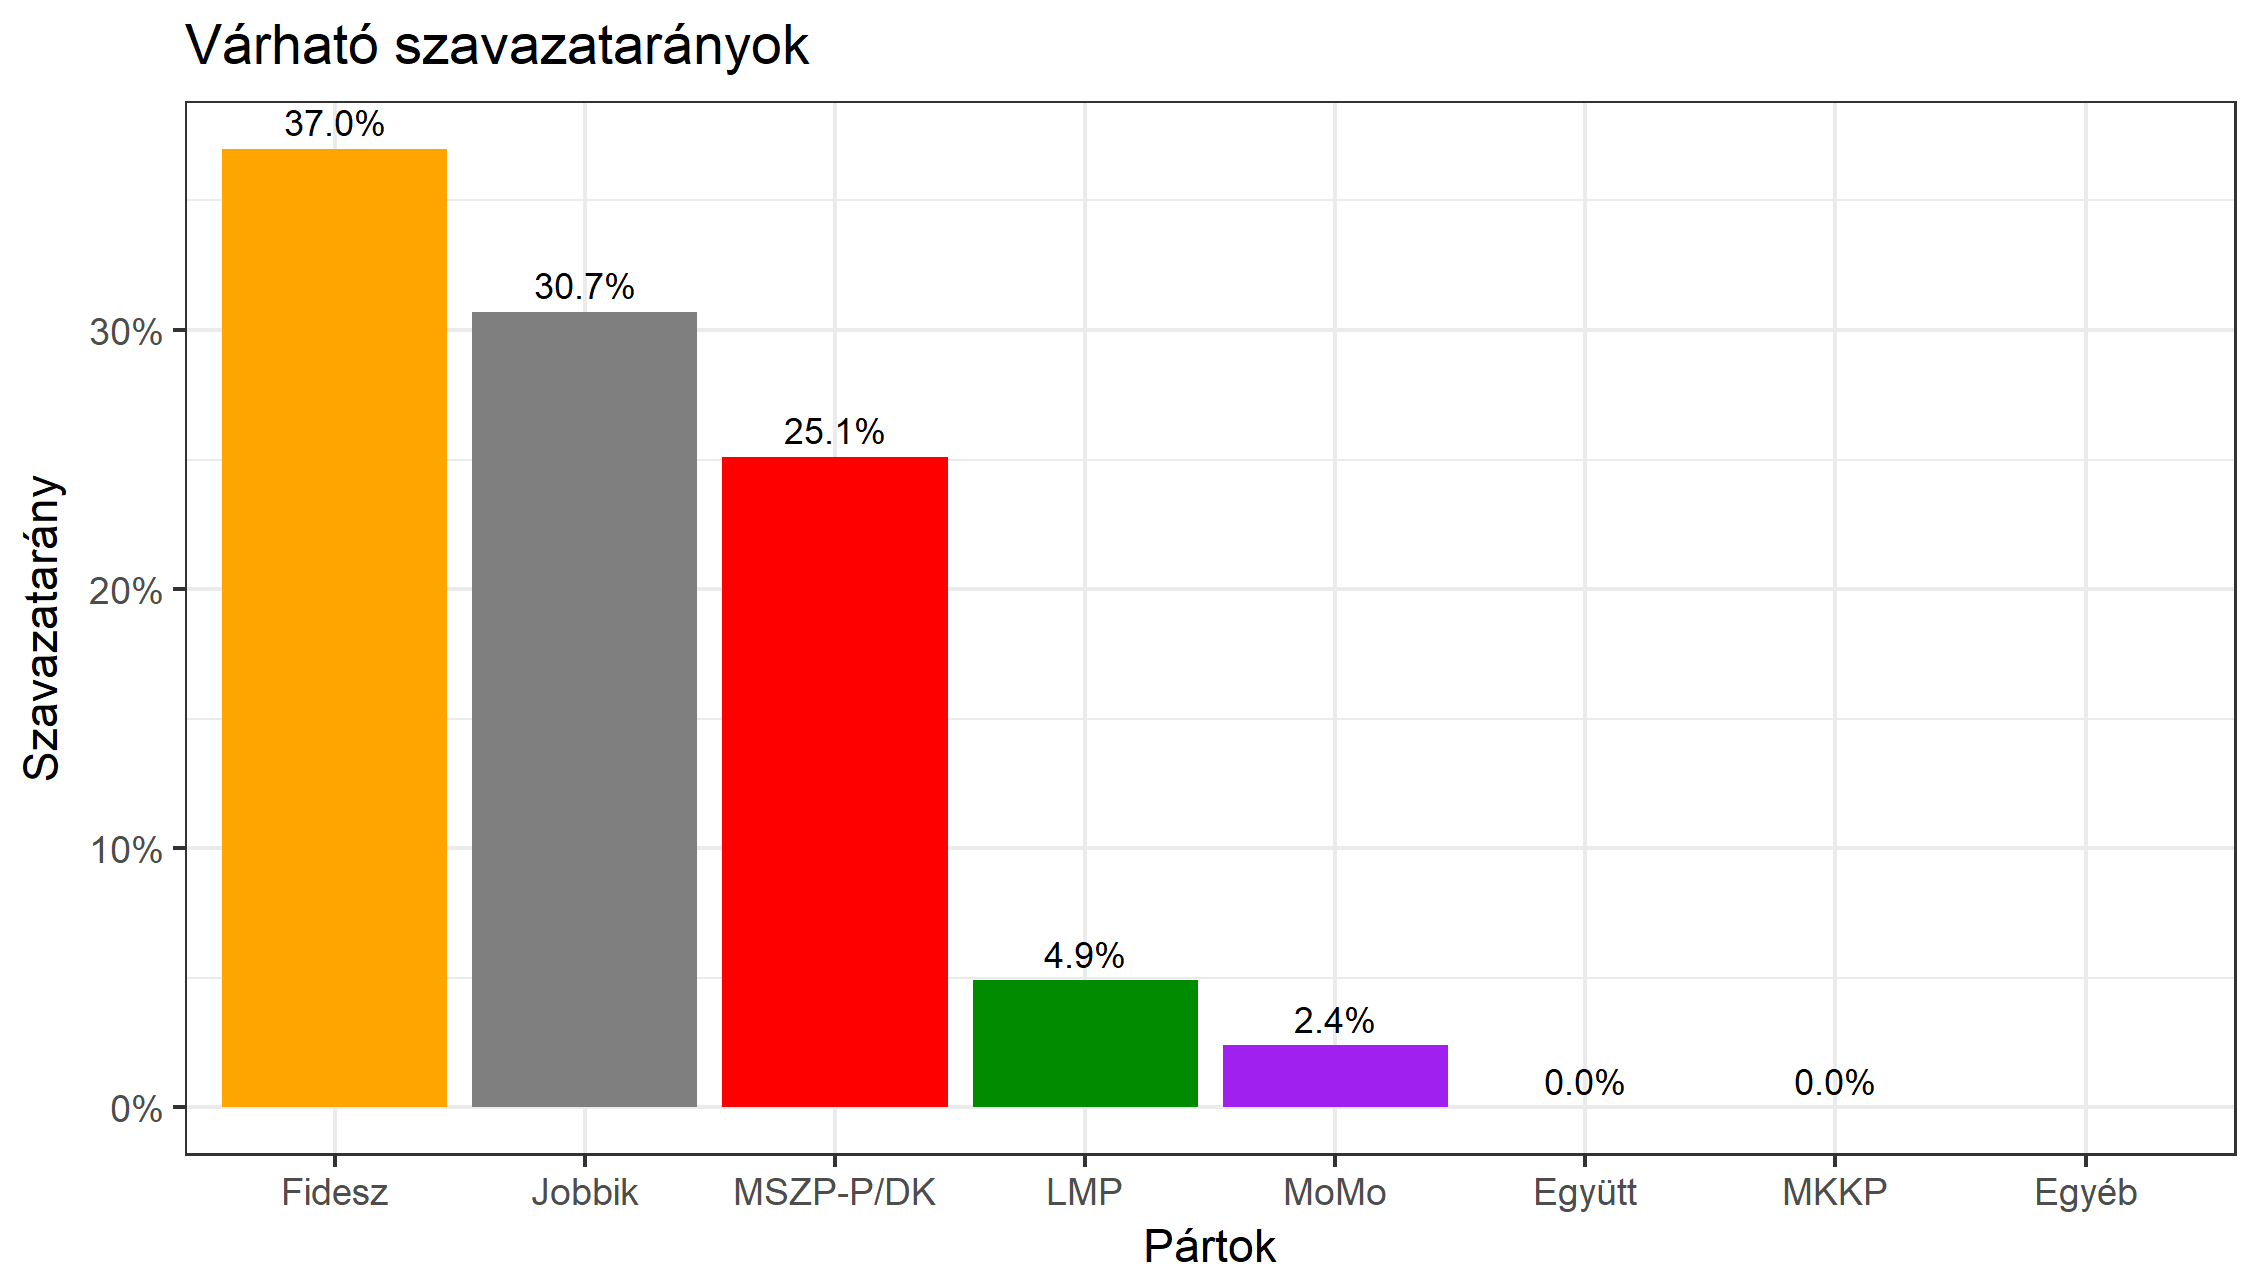 Várható szavazatarányok
37.0%
30.7%
25.1%
4.9%
2.4%
0.0%
0.0%
30%
20%
10%
0%
Szavazatarány
Fidesz Jobbik MSZP-P/DK LMP MoMo Együtt MKKP Egyéb
Pártok